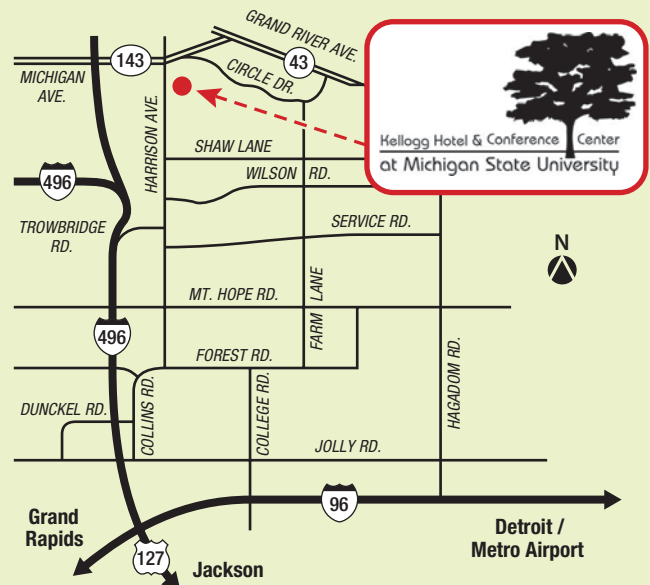 GRAND RIVER AVE.
143
43
MICHIGAN
AVE.
CIRCLE DR.
HARRISON AVE.
Kellogg Hotel & Conference Center
at Michigan State University
SHAW LANE
WILSON RD.
496
TROWBRIDGE
RD.
SERVICE RD.
N
MT. HOPE RD.
FARM LANE
496
FOREST RD.
HAGADOM RD.
DUNCKEL RD.
COLLINS RD.
COLLEGE RD.
JOLLY RD.
96
Grand
Rapids
Detroit /
Metro Airport
127
Jackson